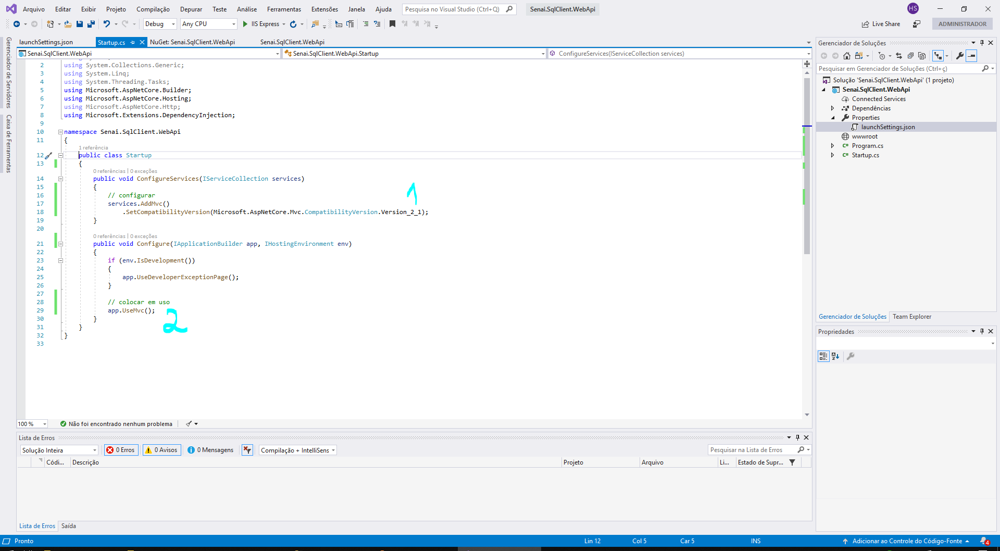 Arquivo Editar Exibir Projeto Compilação Depurar Teste Análise Ferramentas Extensões Janela Ajuda Pesquisa no Visual Studio (Ctrl+Q) Senai.SqlClient.WebApi HS
Debug Any CPU IIS Express Live Share ADMINISTRADOR
Gerenciador de Servidores
Caixa de Ferramentas
launchSettings.json Startup.cs NuGet: Senai.SqlClient.WebApi Senai.SqlClient.WebApi
Senai.SqlClient.WebApi Senai.SqlClient.WebApi.Startup ConfigureServices(IServiceCollection services)
2 using System.Collections.Generic;
3 using System.Linq;
4 using System.Threading.Tasks;
5 using Microsoft.AspNetCore.Builder;
6 using Microsoft.AspNetCore.Hosting;
7 using Microsoft.AspNetCore.Http;
8 using Microsoft.Extensions.DependencyInjection;
9
10 namespace Senai.SqlClient.WebApi
11 {
1 referência
12 public class Startup
13 {
0 referências | 0 exceções
14 public void ConfigureServices(IServiceCollection services)
15 {
16 // configurar
17 services.AddMvc()
18 .SetCompatibilityVersion(Microsoft.AspNetCore.Mvc.CompatibilityVersion.Version_2_1);
19 }
20
0 referências | 0 exceções
21 public void Configure(IApplicationBuilder app, IHostingEnvironment env)
22 {
23 if (env.IsDevelopment())
24 {
25 app.UseDeveloperExceptionPage();
26 }
27
28 // colocar em uso
29 app.UseMvc();
30 }
31 }
32 }
33
1
2
100 % Não foi encontrado nenhum problema
Lista de Erros
Solução Inteira 0 Erros 0 Avisos 0 Mensagens Compilação + IntelliSens Pesquisar na Lista de Erros
Códi... Descrição Projeto Arquivo Li... Estado de Supr...
Lista de Erros Saída
Gerenciador de Soluções
Pesquisar em Gerenciador de Soluções (Ctrl+ç)
Solução 'Senai.SqlClient.WebApi' (1 projeto)
Senai.SqlClient.WebApi
Connected Services
Dependências
Properties
launchSettings.json
wwwroot
C# Program.cs
C# Startup.cs
Gerenciador de Soluções Team Explorer
Propriedades
Pronto Lin 12 Col 5 Car 5 INS Adicionar ao Controle do Código-Fonte 4